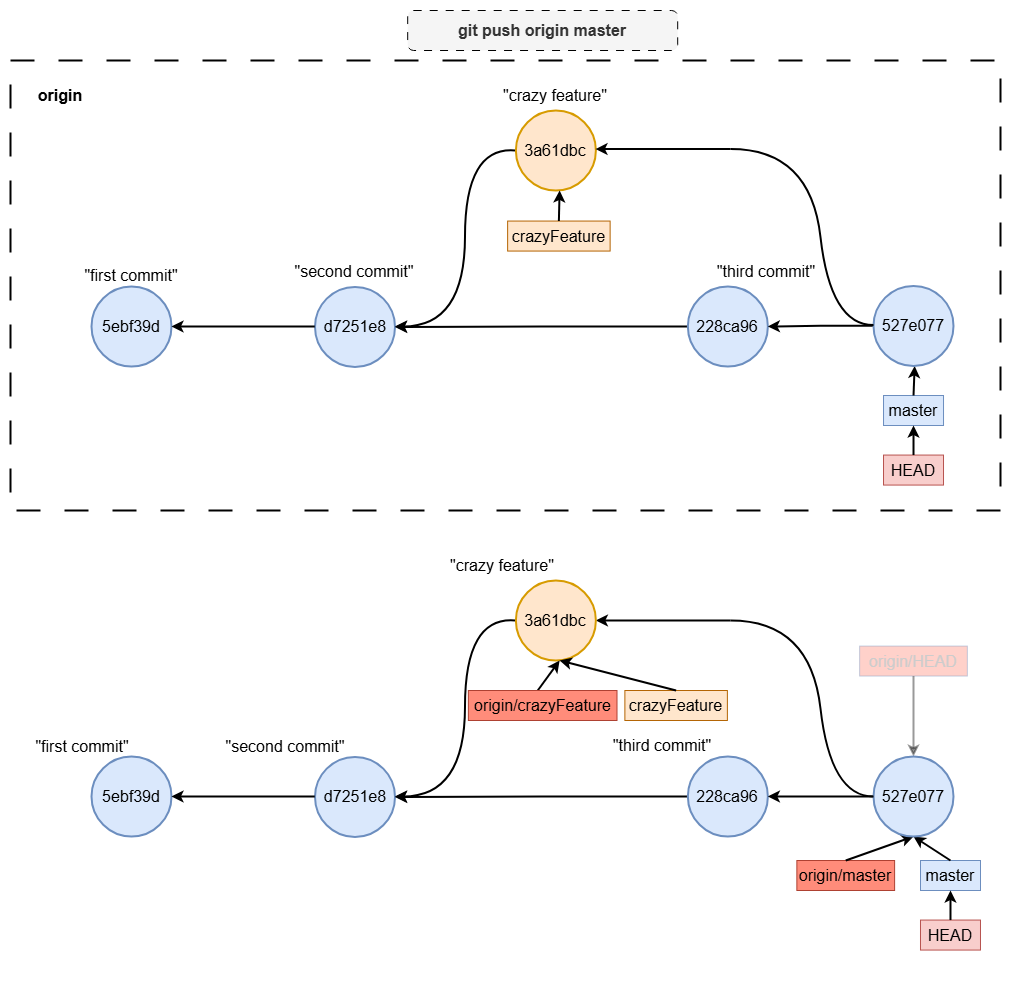 git push origin master
origin
"crazy feature"
3a61dbc
crazyFeature
"first commit"
"second commit"
"third commit"
5ebf39d
d7251e8
228ca96
527e077
master
HEAD
"crazy feature"
3a61dbc
origin/HEAD
origin/crazyFeature
crazyFeature
"first commit"
"second commit"
"third commit"
5ebf39d
d7251e8
228ca96
527e077
origin/master
master
HEAD